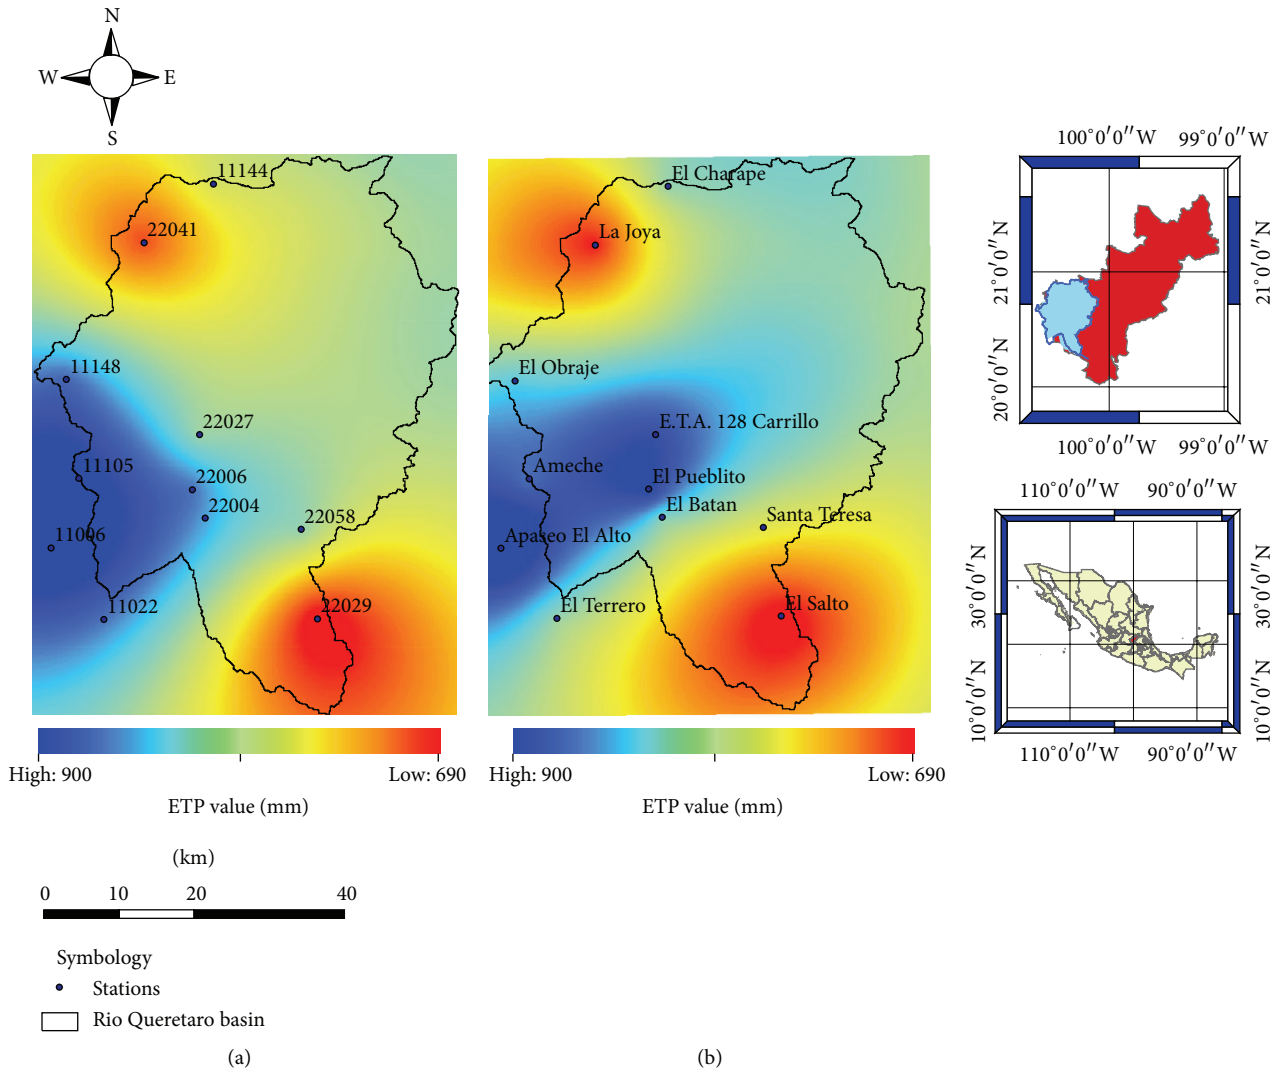 N
W E
S
11144
22041
11148
22027
11105
22006
22004
22058
11006
11022
22029
El Charape
La Joya
El Obraje
E.T.A. 128 Carrillo
Ameche
El Pueblito
El Batan
Santa Teresa
Apaseo El Alto
El Terrero
El Salto
High: 900 Low: 690
ETP value (mm)
High: 900 Low: 690
ETP value (mm)
(km)
0 10 20 40
Symbology
Stations
Rio Queretaro basin
(a)
(b)
100°0′0″W 99°0′0″W
21°0′0″N
20°0′0″N
21°0′0″N
20°0′0″N
100°0′0″W 99°0′0″W
110°0′0″W 90°0′0″W
30°0′0″N
10°0′0″N
30°0′0″N
10°0′0″N
110°0′0″W 90°0′0″W